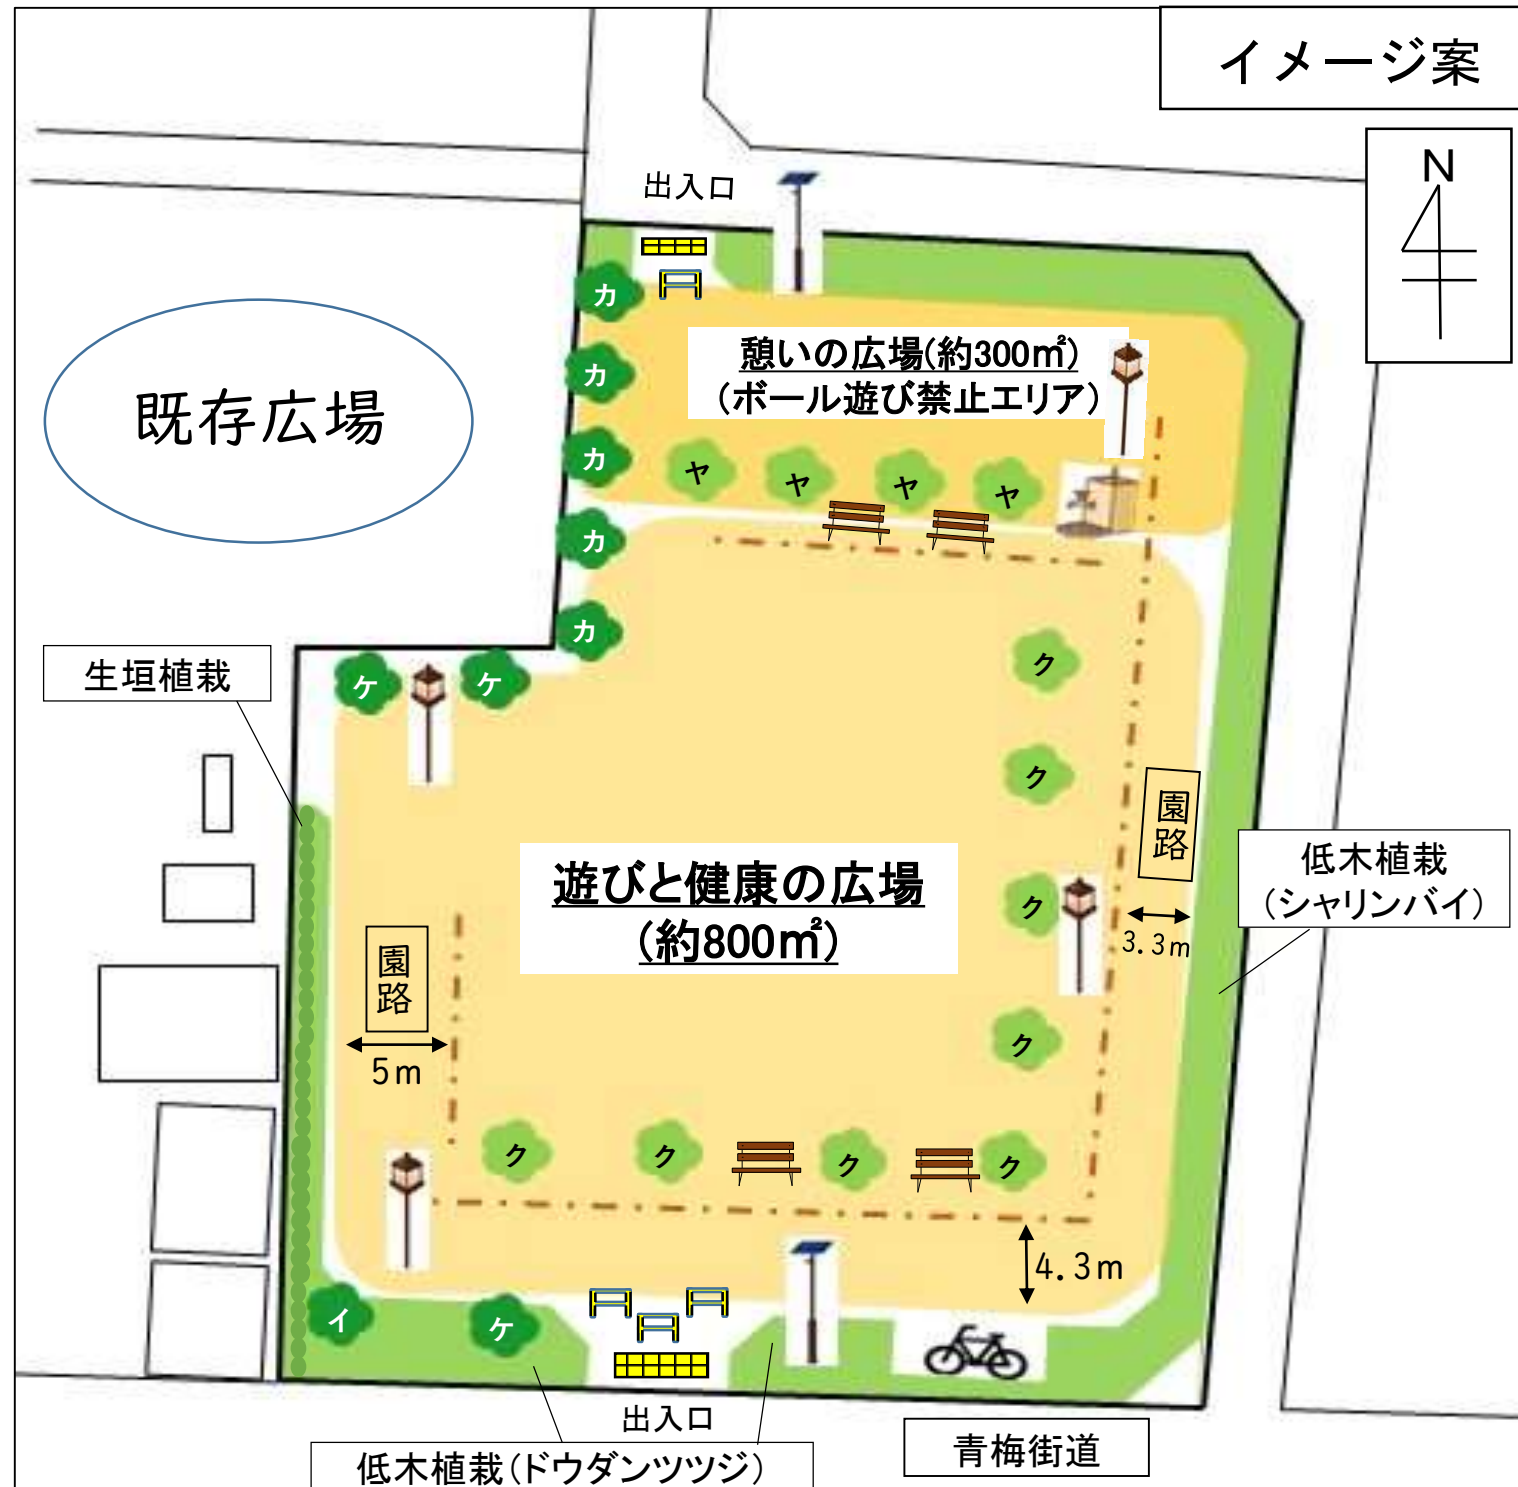 イメージ案
N
出入口
カ
憩いの広場(約300㎡)
(ボール遊び禁止エリア)
既存広場
カ
カ
ヤ
ヤ
ヤ
ヤ
カ
カ
生垣植栽
ケ
ケ
ク
ク
園路
3.3m
低木植栽
(シャリンバイ)
遊びと健康の広場
(約800㎡)
ク
園路
5m
ク
ク
ク
ク
ク
4.3m
イ
ケ
出入口
青梅街道
低木植栽(ドウダンツツジ)